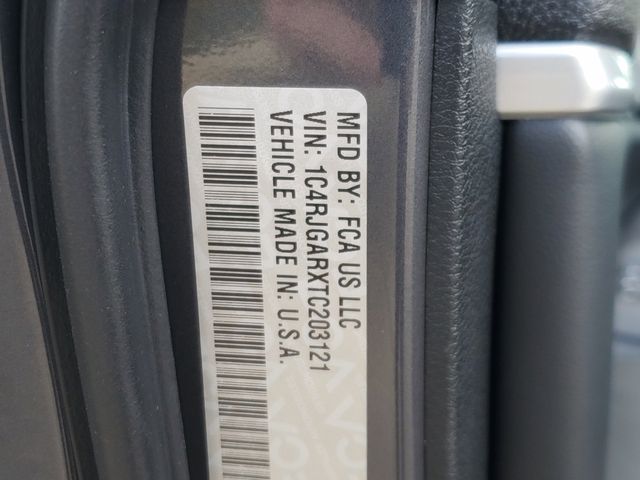 MFD BY: FCA US LLC
VIN: 1C4RJGARXTC203121
VEHICLE MADE IN: U.S.A.